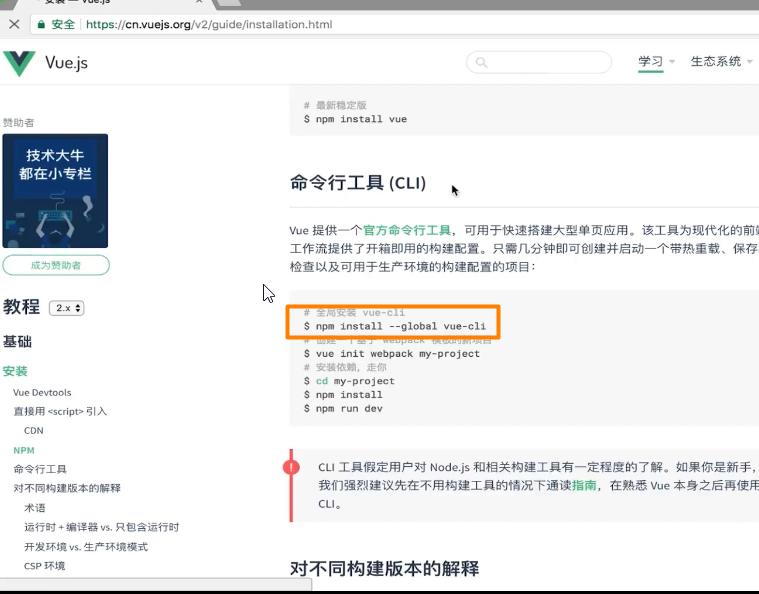 安装 — Vue.js
安全 https://cn.vuejs.org/v2/guide/installation.html
Vue.js
学习
生态系统
赞助者
技术大牛
都在小专栏
成为赞助者
教程 2.x
基础
安装
Vue Devtools
直接用 <script> 引入
CDN
NPM
命令行工具
对不同构建版本的解释
术语
运行时 + 编译器 vs. 只包含运行时
开发环境 vs. 生产环境模式
CSP 环境
# 最新稳定版
$ npm install vue
命令行工具 (CLI)
Vue 提供一个官方命令行工具，可用于快速搭建大型单页应用。该工具为现代化的前端
工作流提供了开箱即用的构建配置。只需几分钟即可创建并启动一个带热重载、保存
检查以及可用于生产环境的构建配置的项目：
# 全局安装 vue-cli
$ npm install --global vue-cli
# 创建一个基于 webpack 模板的新项目
$ vue init webpack my-project
# 安装依赖，走你
$ cd my-project
$ npm install
$ npm run dev
!
CLI 工具假定用户对 Node.js 和相关构建工具有一定程度的了解。如果你是新手，
我们强烈建议先在不用构建工具的情况下通读指南，在熟悉 Vue 本身之后再使用
CLI。
对不同构建版本的解释